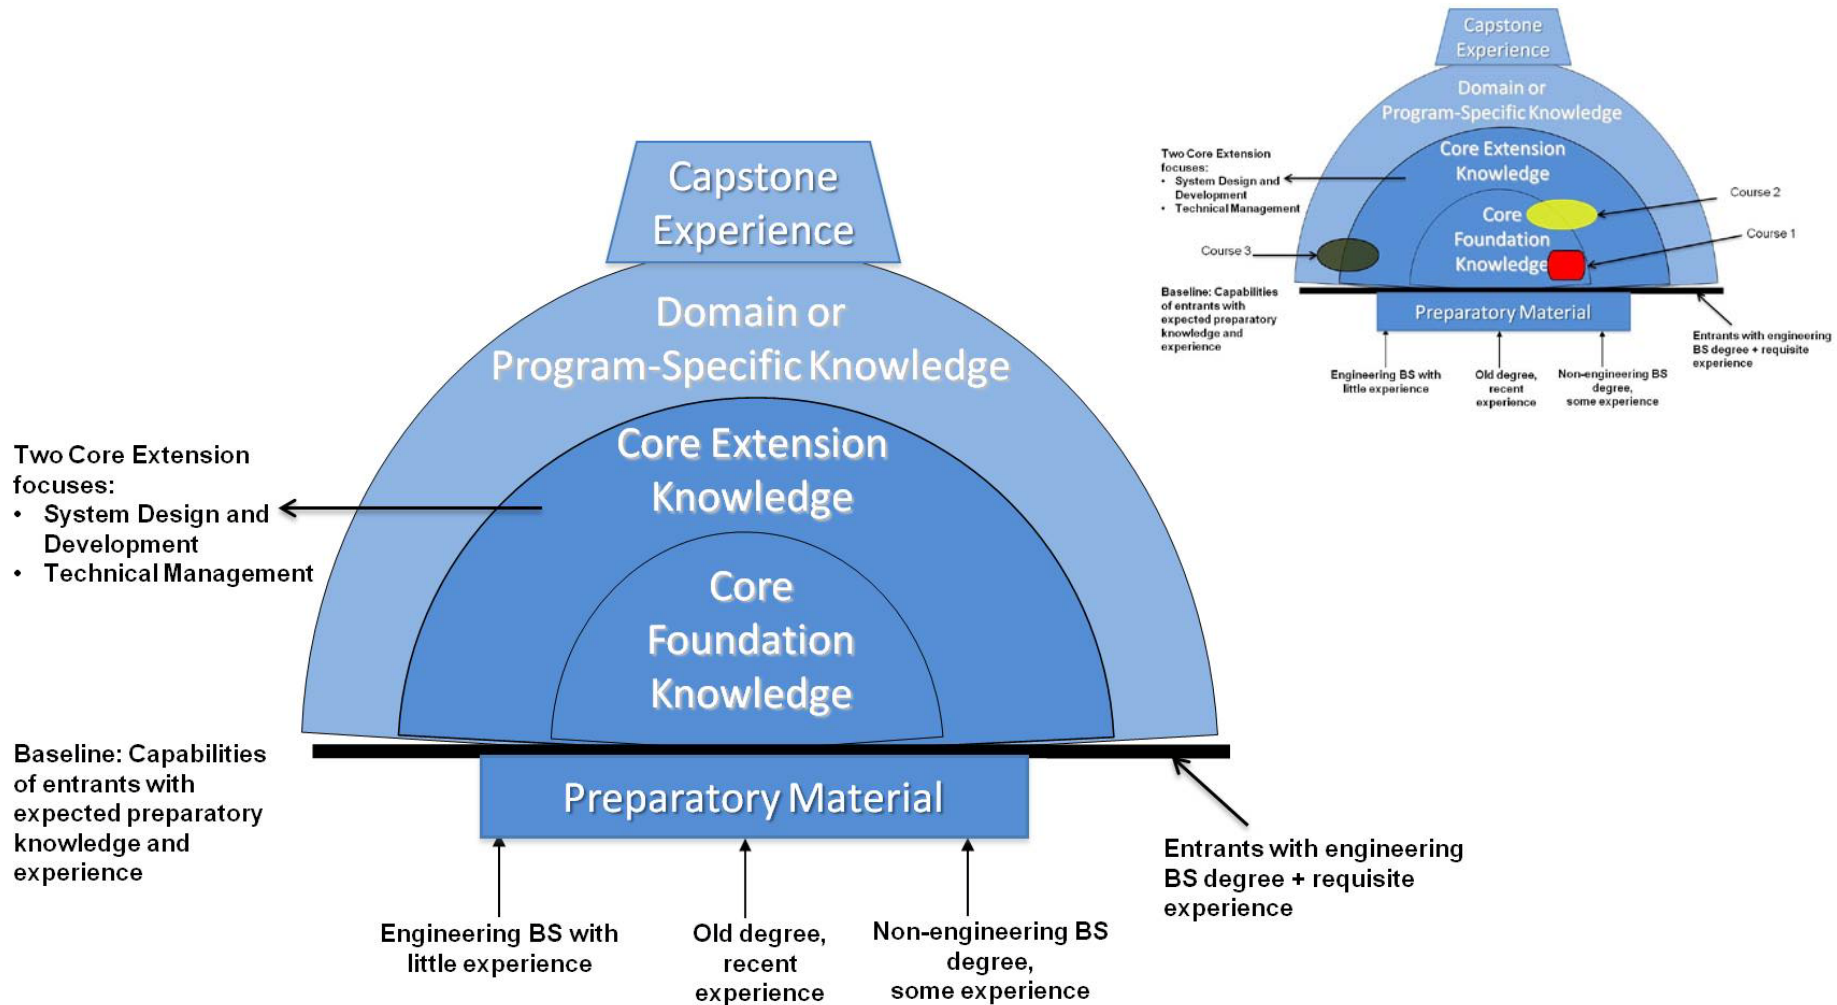 Capstone
Experience
Domain or
Program-Specific Knowledge
Core Extension
Knowledge
Core
Foundation
Knowledge
Two Core Extension
focuses:
• System Design and
Development
• Technical Management
Baseline: Capabilities
of entrants with
expected preparatory
knowledge and
experience
Preparatory Material
Entrants with engineering
BS degree + requisite
experience
Engineering BS with
little experience
Old degree,
recent
experience
Non-engineering BS
degree,
some experience
Capstone
Experience
Domain or
Program-Specific Knowledge
Core Extension
Knowledge
Two Core Extension
focuses:
• System Design and
Development
• Technical Management
Course 2
Core
Foundation
Knowledge
Course 1
Course 3
Baseline: Capabilities
of entrants with
expected preparatory
knowledge and
experience
Preparatory Material
Entrants with engineering
BS degree + requisite
experience
Engineering BS with
little experience
Old degree,
recent
experience
Non-engineering BS
degree,
some experience